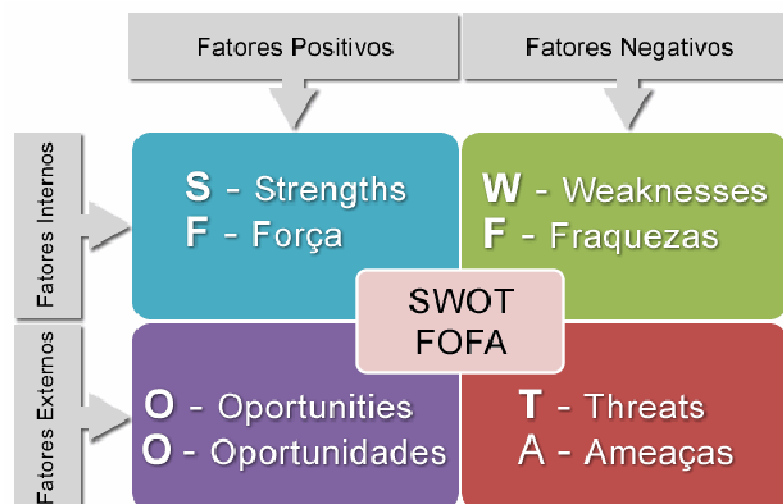 Fatores Positivos
Fatores Negativos
Fatores Internos
S - Strengths
F - Força
W - Weaknesses
F - Fraquezas
SWOT
FOFA
Fatores Externos
O - Oportunities
O - Oportunidades
T - Threats
A - Ameaças